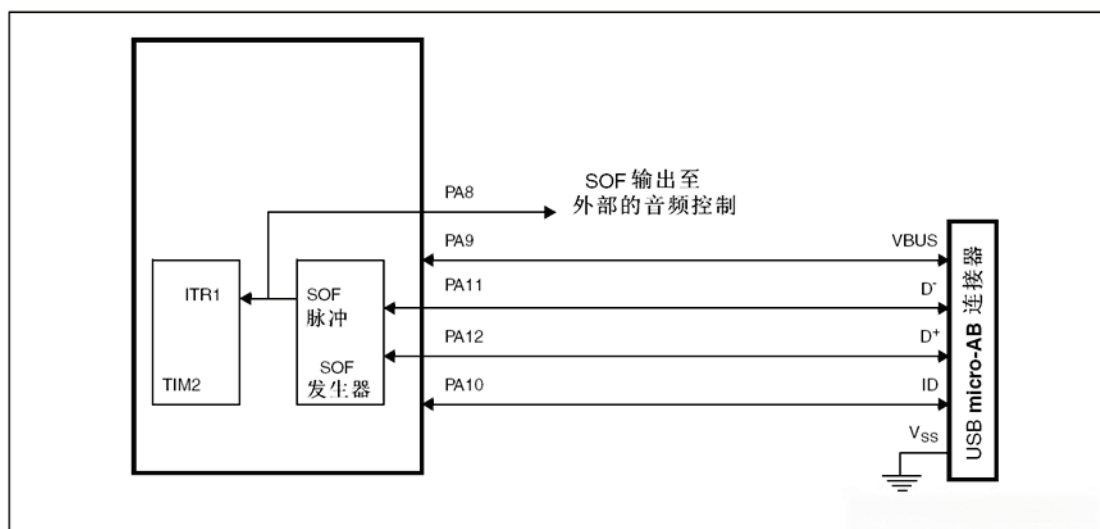 PA8
SOF 输出至
外部的音频控制
PA9
VBUS
PA11
D-
PA12
D+
PA10
ID
VSS
ITR1
TIM2
SOF
脉冲
SOF
发生器
USB micro-AB 连接器